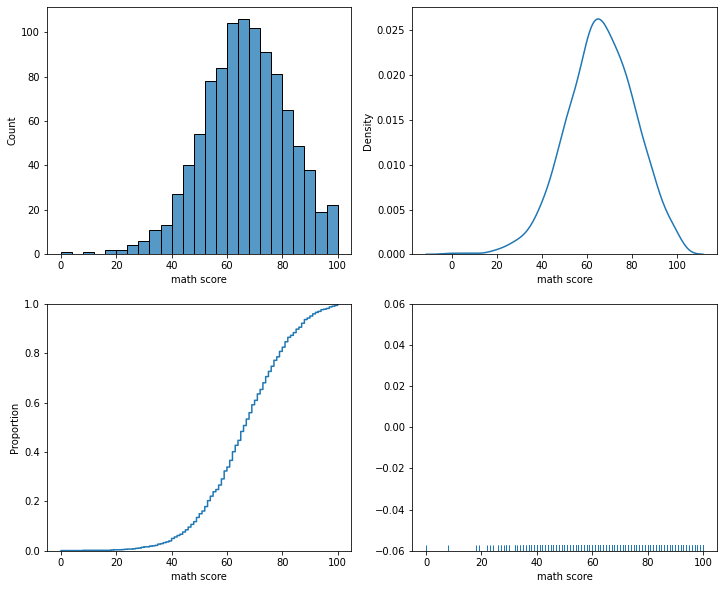 100
80
60
40
20
0
Count
0 20 40 60 80 100
math score
0.025
0.020
0.015
0.010
0.005
0.000
Density
0 20 40 60 80 100
math score
1.0
0.8
0.6
0.4
0.2
0.0
Proportion
0 20 40 60 80 100
math score
0.06
0.04
0.02
0.00
−0.02
−0.04
−0.06
0 20 40 60 80 100
math score